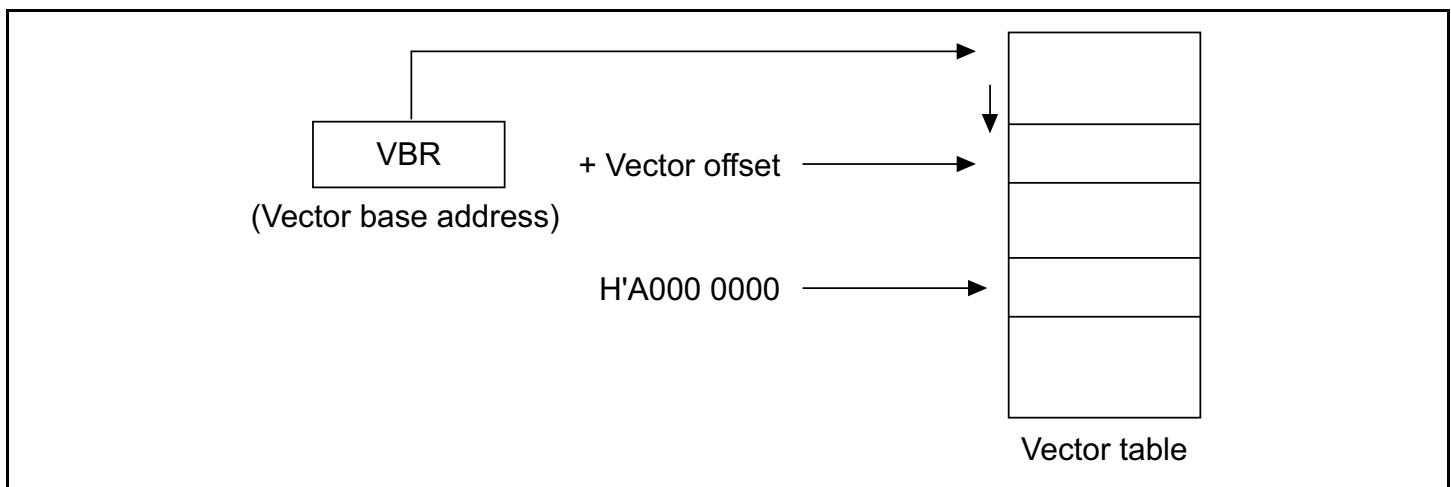 VBR
(Vector base address)
+ Vector offset
H'A000 0000
Vector table